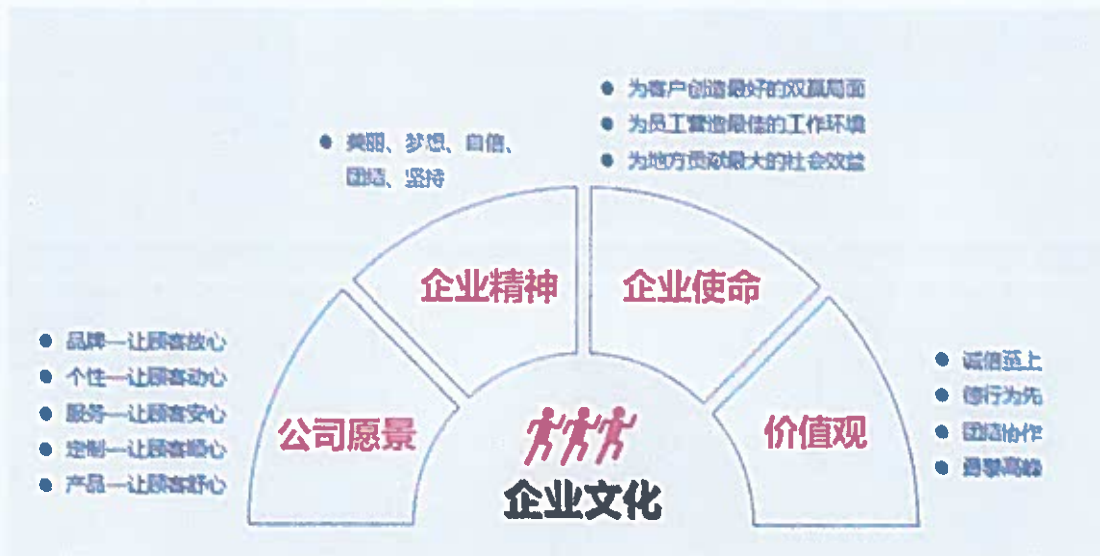 为客户创造最好的双赢局面
为员工营造最佳的工作环境
为地方贡献最大的社会效益
美丽、梦想、自信、
团结、坚持
企业精神
企业使命
品牌—让顾客放心
个性—让顾客动心
服务—让顾客安心
定制—让顾客顺心
产品—让顾客舒心
公司愿景
价值观
诚信至上
德行为先
团结协作
勇攀高峰
企业文化